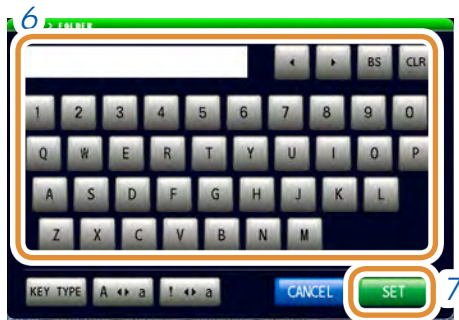 6 > FOLDER
◂ ▸ BS CLR
1 2 3 4 5 6 7 8 9 0
Q W E R T Y U I O P
A S D F G H J K L
Z X C V B N M
KEY TYPE A ◂▸ a ! ◂▸ a CANCEL SET 7